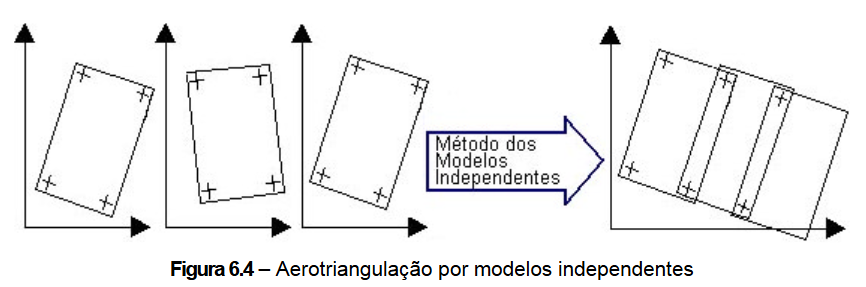 Método dos
Modelos
Independentes
Figura 6.4 – Aerotriangulação por modelos independentes